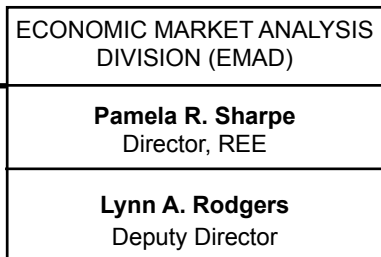 ECONOMIC MARKET ANALYSIS
DIVISION (EMAD)
Pamela R. Sharpe
Director, REE
Lynn A. Rodgers
Deputy Director